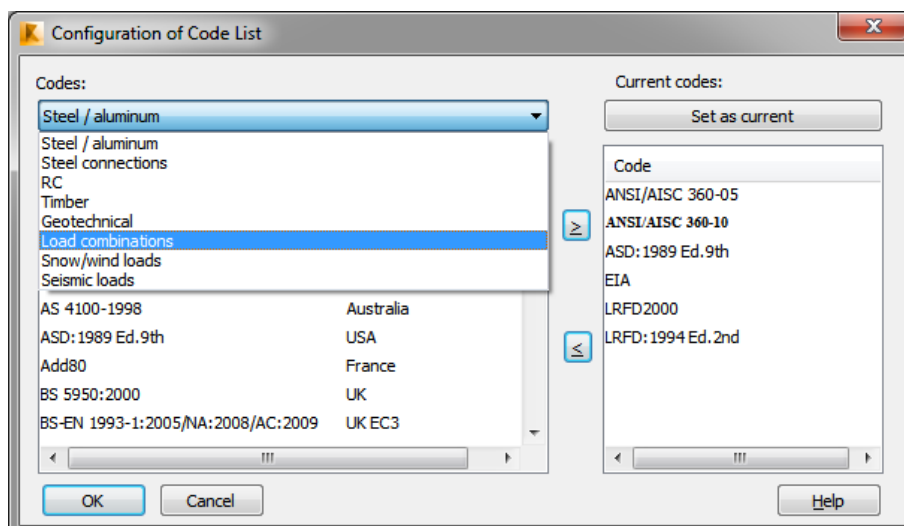 Configuration of Code List
Codes:
Steel / aluminum
Steel / aluminum
Steel connections
RC
Timber
Geotechnical
Load combinations
Snow/wind loads
Seismic loads
AS 4100-1998 Australia
ASD:1989 Ed.9th USA
Add80 France
BS 5950:2000 UK
BS-EN 1993-1:2005/NA:2008/AC:2009 UK EC3
≥
≤
Current codes:
Set as current
Code
ANSI/AISC 360-05
ANSI/AISC 360-10
ASD:1989 Ed.9th
EIA
LRFD2000
LRFD:1994 Ed.2nd
OK
Cancel
Help